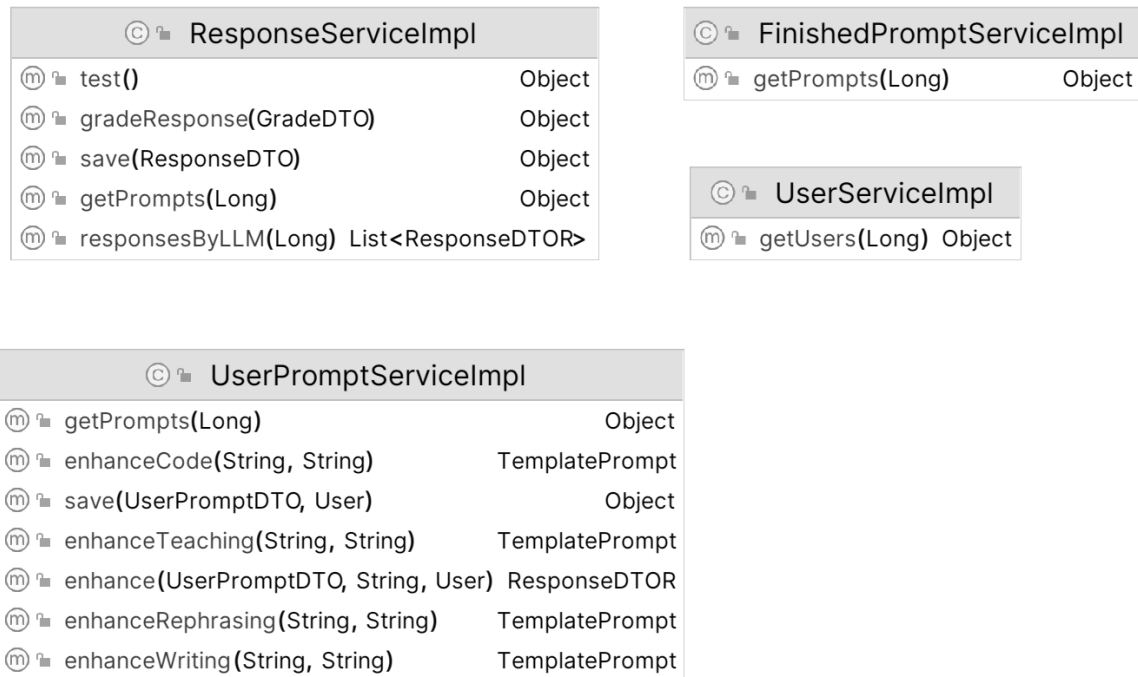 ResponseServiceImpl
test() Object
gradeResponse(GradeDTO) Object
save(ResponseDTO) Object
getPrompts(Long) Object
responsesByLLM(Long) List<ResponseDTOR>
FinishedPromptServiceImpl
getPrompts(Long) Object
UserServiceImpl
getUsers(Long) Object
UserPromptServiceImpl
getPrompts(Long) Object
enhanceCode(String, String) TemplatePrompt
save(UserPromptDTO, User) Object
enhanceTeaching(String, String) TemplatePrompt
enhance(UserPromptDTO, String, User) ResponseDTOR
enhanceRephrasing(String, String) TemplatePrompt
enhanceWriting(String, String) TemplatePrompt